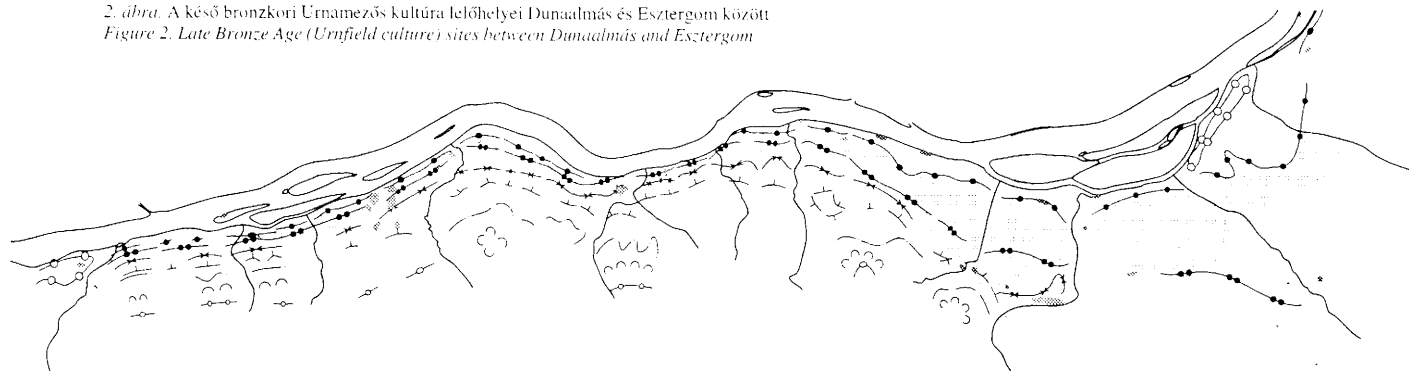 2. ábra. A késő bronzkori Urnamezős kultúra lelőhelyei Dunaalmás és Esztergom között
Figure 2. Late Bronze Age (Urnfield culture) sites between Dunaalmás and Esztergom